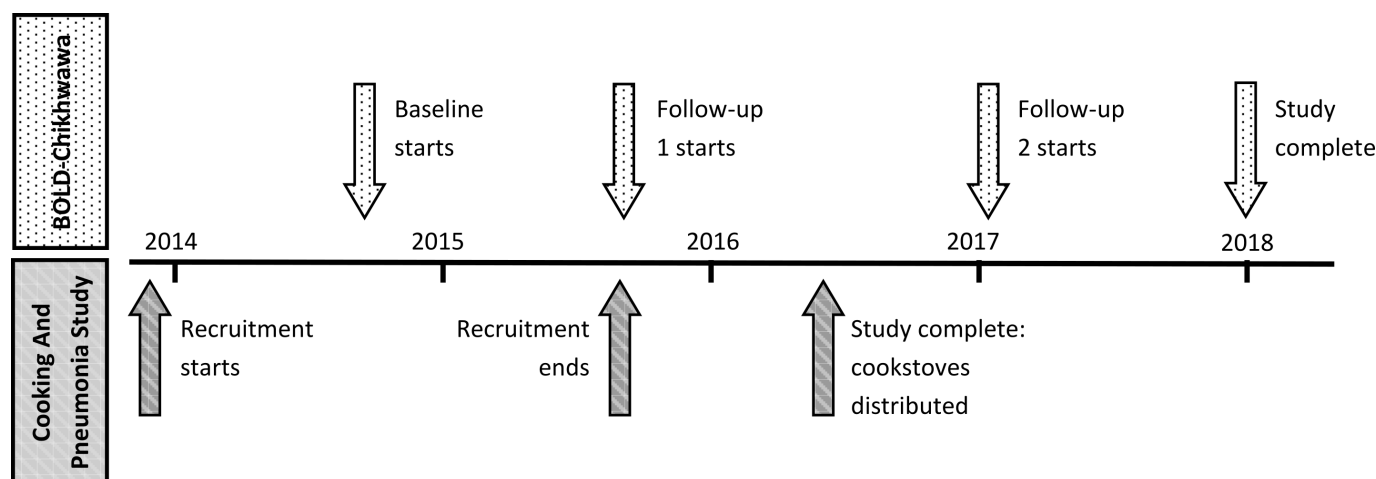 BOLD-Chikhwawa
Baseline
starts
Follow-up
1 starts
Follow-up
2 starts
Study
complete
2014
2015
2016
2017
2018
Cooking And
Pneumonia Study
Recruitment
starts
Recruitment
ends
Study complete:
cookstoves
distributed